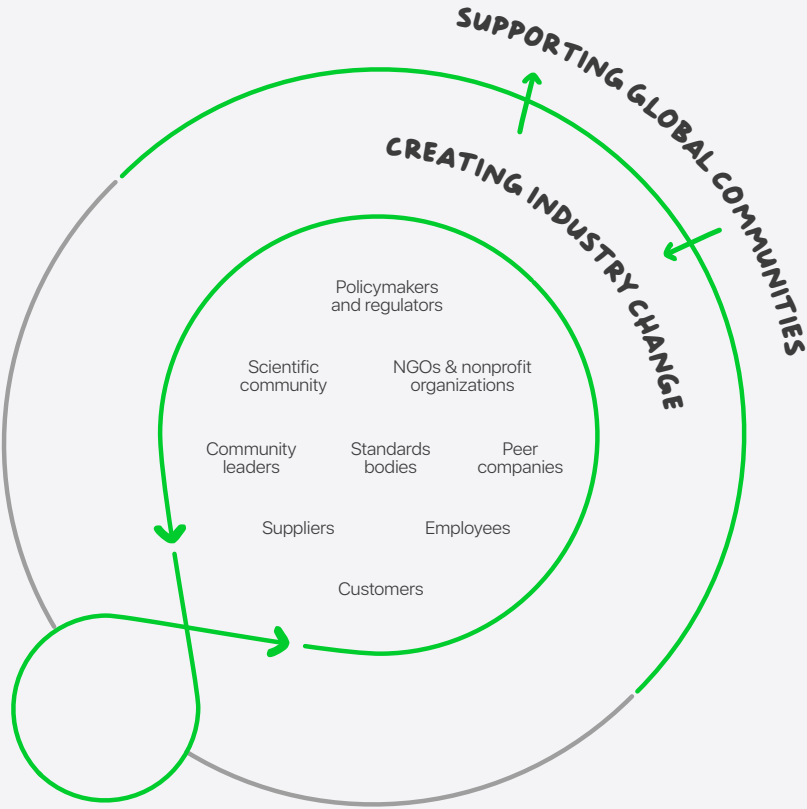 SUPPORTING GLOBAL COMMUNITIES
CREATING INDUSTRY CHANGE
Policymakers
and regulators
Scientific
community
NGOs & nonprofit
organizations
Community
leaders
Standards
bodies
Peer
companies
Suppliers
Employees
Customers